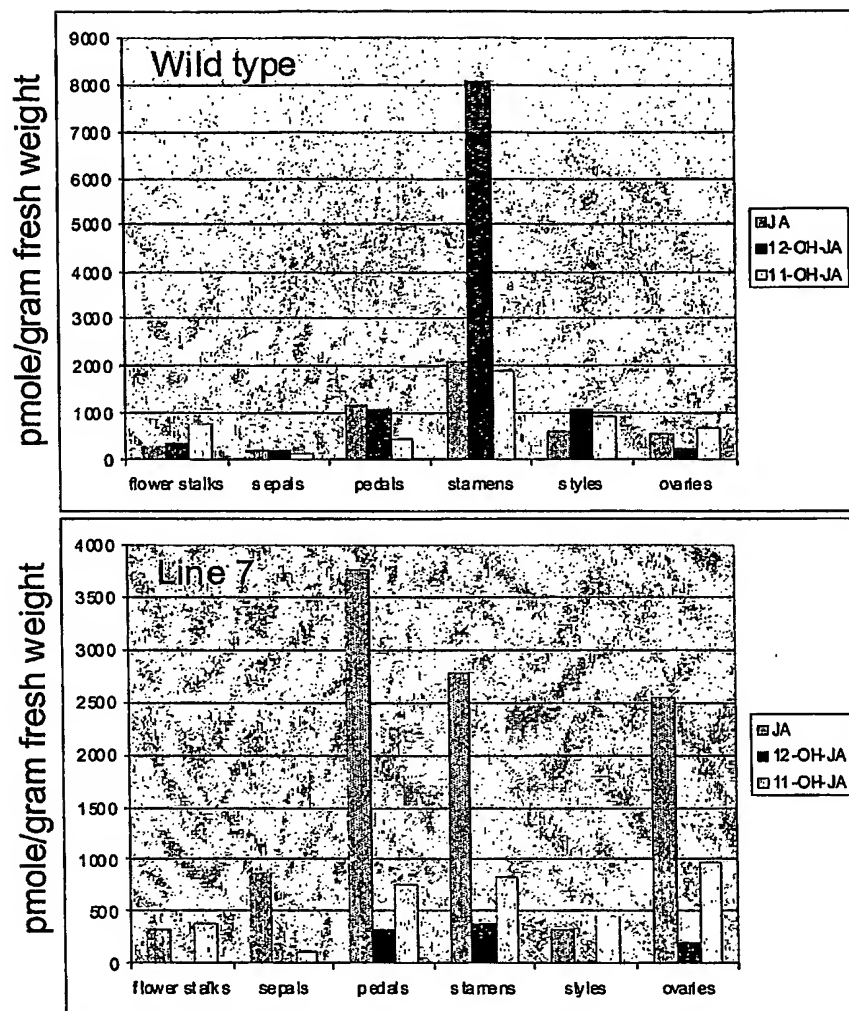 Wild type
pmole/gram fresh weight
9000
8000
7000
6000
5000
4000
3000
2000
1000
0
flower stalks sepals pedals stamens styles ovaries
JA
12-OH-JA
11-OH-JA
Line 7
pmole/gram fresh weight
4000
3500
3000
2500
2000
1500
1000
500
0
flower stalks sepals pedals stamens styles ovaries
JA
12-OH-JA
11-OH-JA